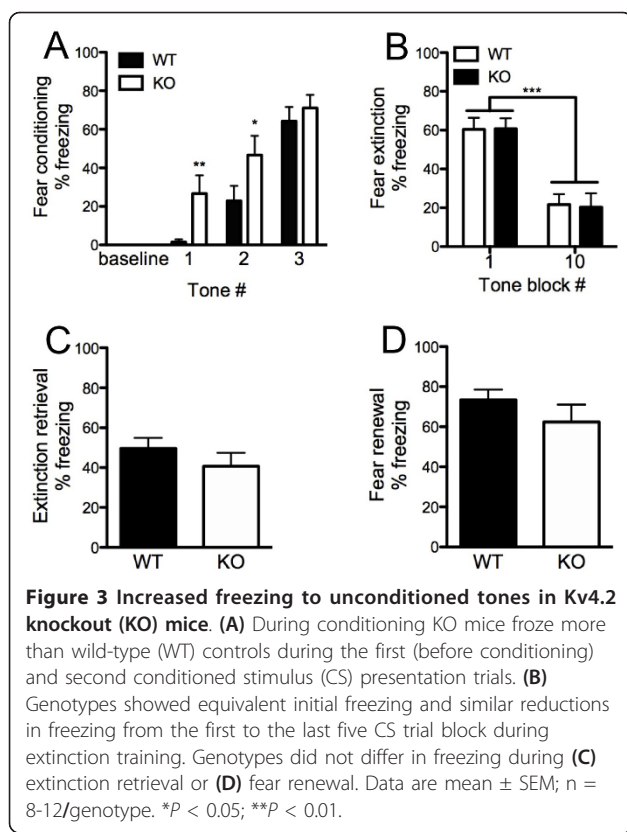 A
WT
KO
Fear conditioning
% freezing
100
80
60
40
20
0
**
*
baseline 1 2 3
Tone #
B
WT
KO
Fear extinction
% freezing
100
80
60
40
20
0
***
1 10
Tone block #
C
Extinction retrieval
% freezing
100
80
60
40
20
0
WT KO
D
Fear renewal
% freezing
100
80
60
40
20
0
WT KO
Figure 3 Increased freezing to unconditioned tones in Kv4.2
knockout (KO) mice. (A) During conditioning KO mice froze more
than wild-type (WT) controls during the first (before conditioning)
and second conditioned stimulus (CS) presentation trials. (B)
Genotypes showed equivalent initial freezing and similar reductions
in freezing from the first to the last five CS trial block during
extinction training. Genotypes did not differ in freezing during (C)
extinction retrieval or (D) fear renewal. Data are mean ± SEM; n =
8-12/genotype. *P < 0.05; **P < 0.01.